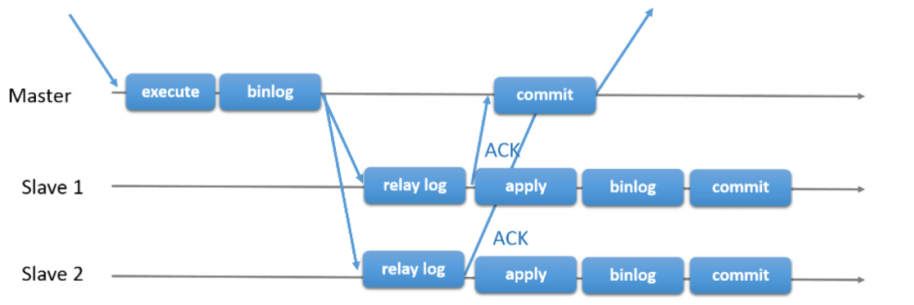 Master execute binlog commit
ACK
Slave 1 relay log apply binlog commit
ACK
Slave 2 relay log apply binlog commit